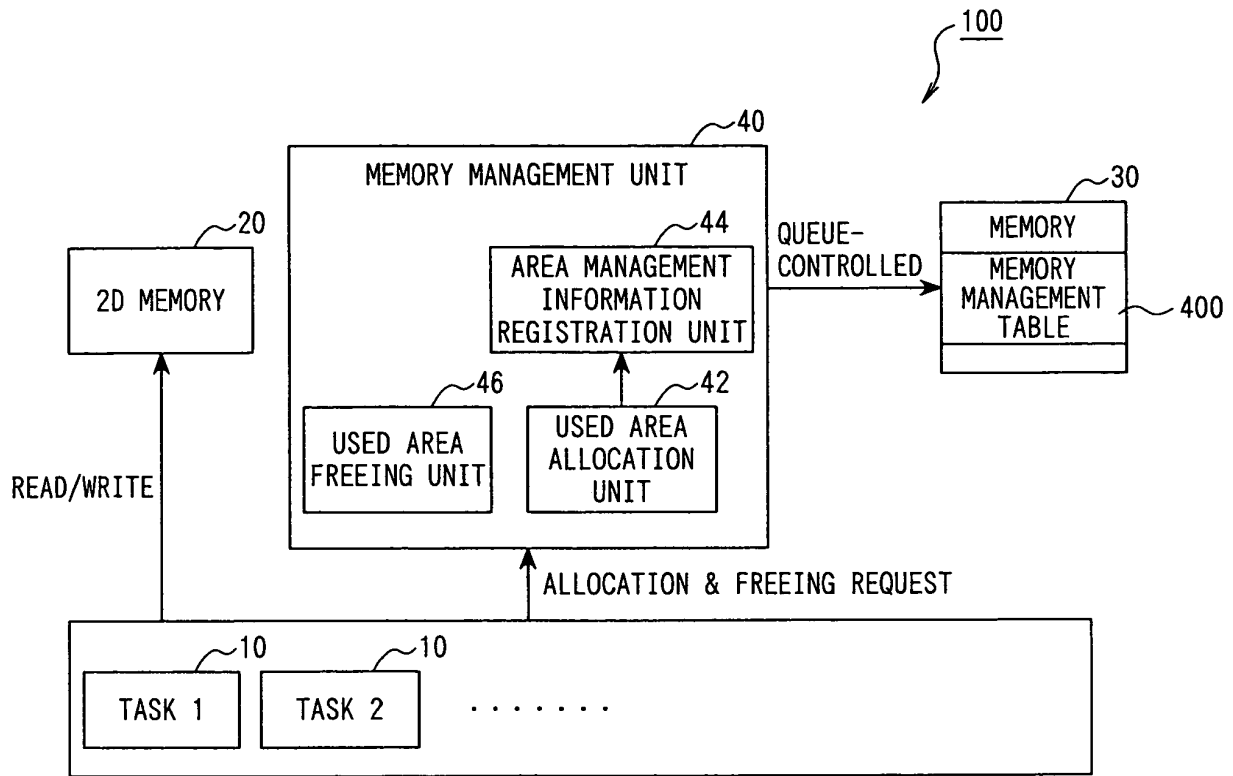 100
40
MEMORY MANAGEMENT UNIT
20
2D MEMORY
44
AREA MANAGEMENT
INFORMATION
REGISTRATION UNIT
QUEUE-
CONTROLLED
30
MEMORY
MEMORY
MANAGEMENT
TABLE
400
46
USED AREA
FREEING UNIT
42
USED AREA
ALLOCATION
UNIT
READ/WRITE
ALLOCATION & FREEING REQUEST
10
TASK 1
10
TASK 2
.......